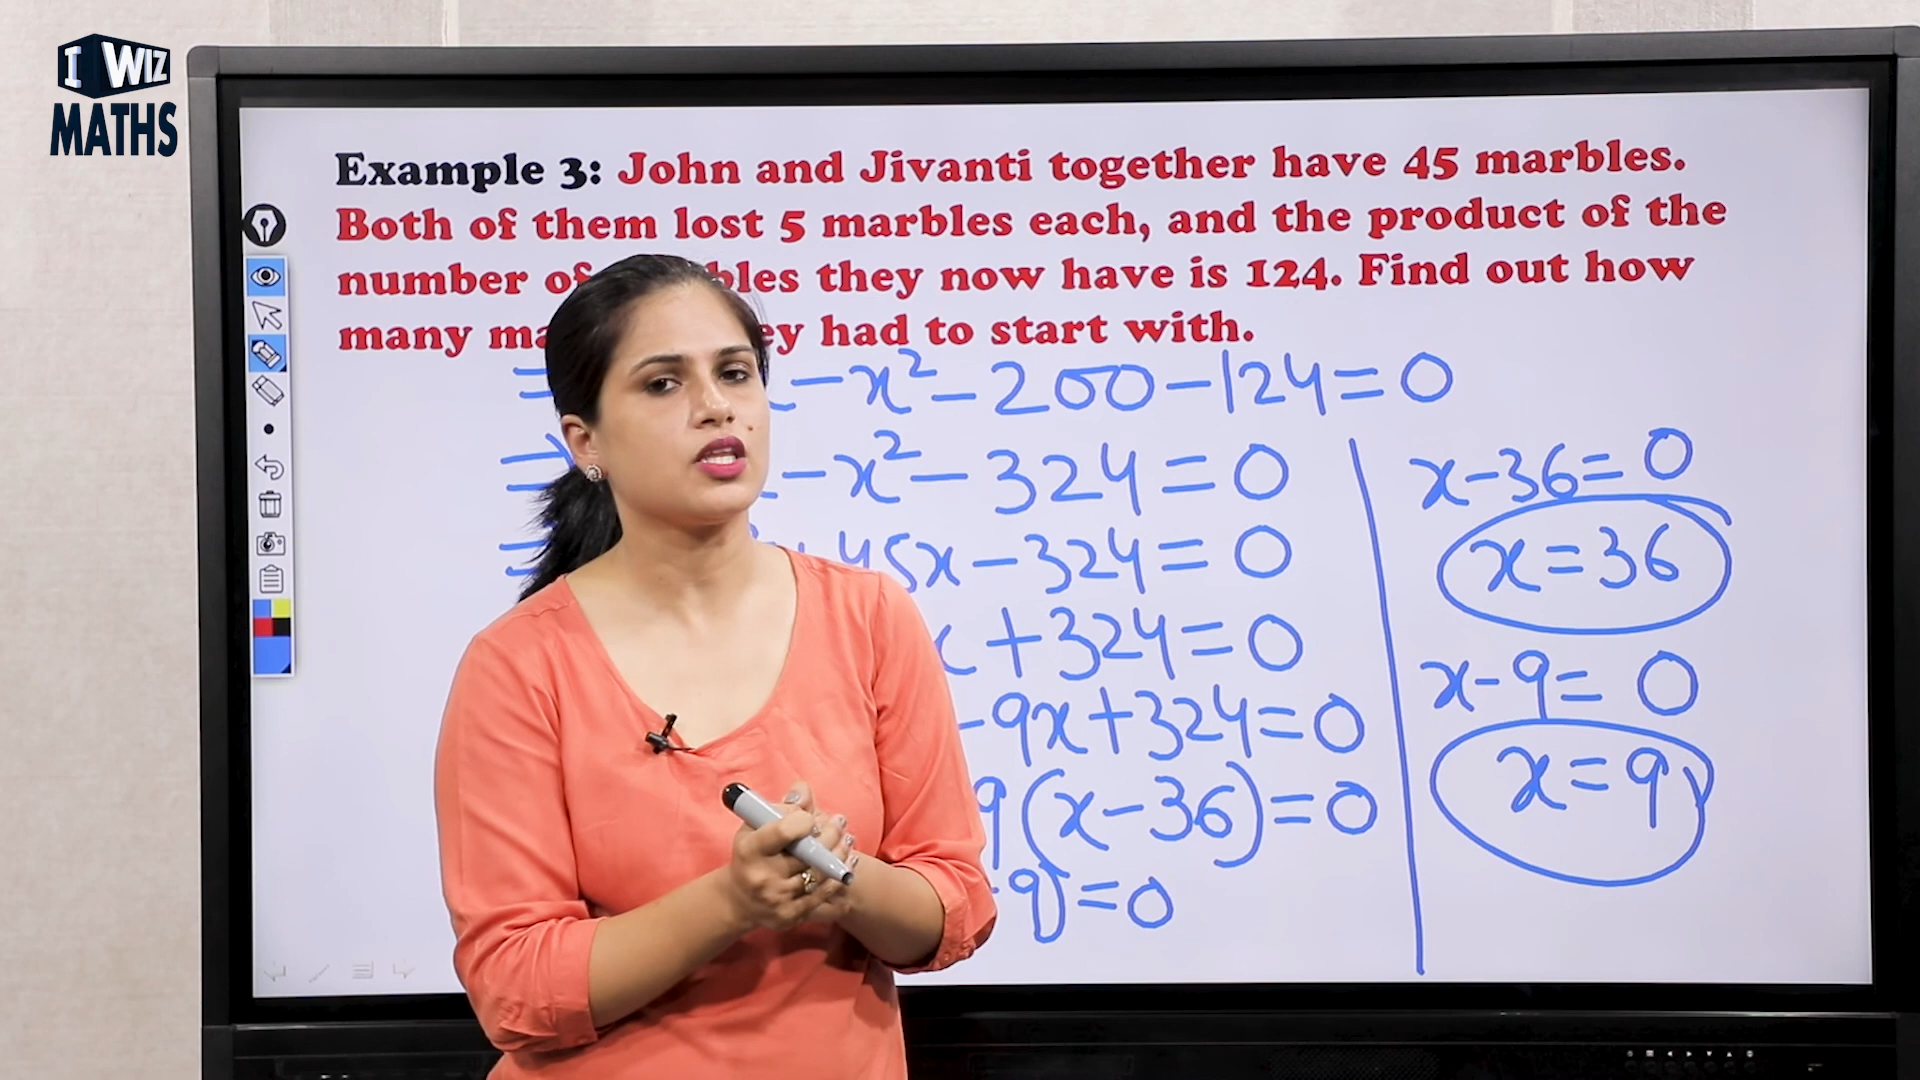 I WIZ
MATHS
Example 3: John and Jivanti together have 45 marbles.
Both of them lost 5 marbles each, and the product of the
number of bles they now have is 124. Find out how
many ma ey had to start with.
- x² - 200 - 124 = 0
- x² - 324 = 0
45x - 324 = 0
x + 324 = 0
- 9x + 324 = 0
9(x - 36) = 0
- 9) = 0
x - 36 = 0
x = 36
x - 9 = 0
x = 9